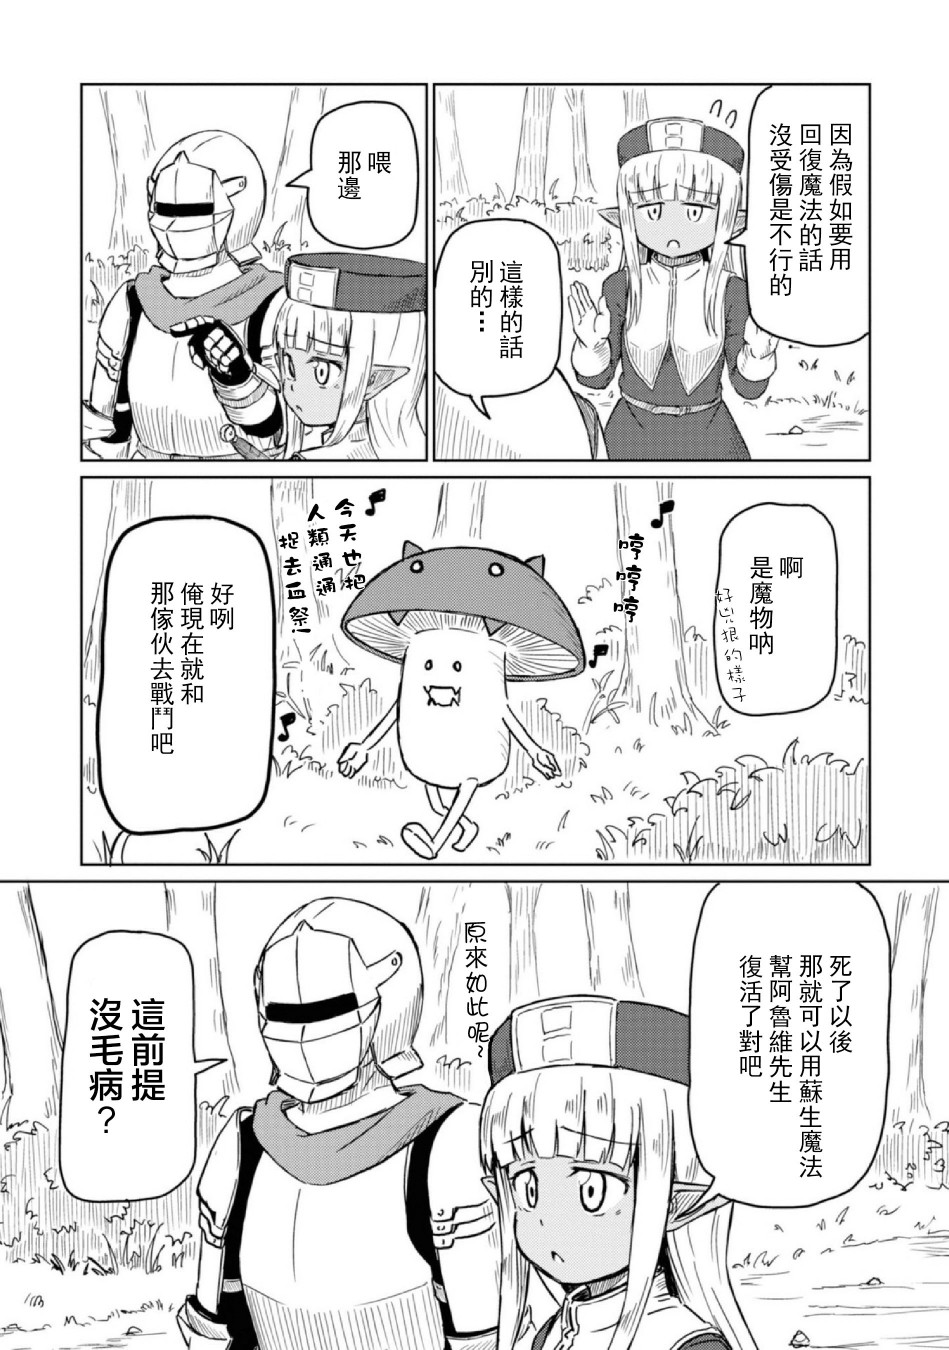 因為假如要用
回復魔法的話
沒受傷是不行的
這樣的話
別的…
喂
那邊
啊
是魔物吶
好兇狠的樣子
哼哼哼
今天也把
人類通通
捉去血祭!
好咧
俺現在就和
那傢伙去戰鬥吧
死了以後
那就可以用蘇生魔法
幫阿魯維先生
復活了對吧
原來如此呢~
這前提
沒毛病?